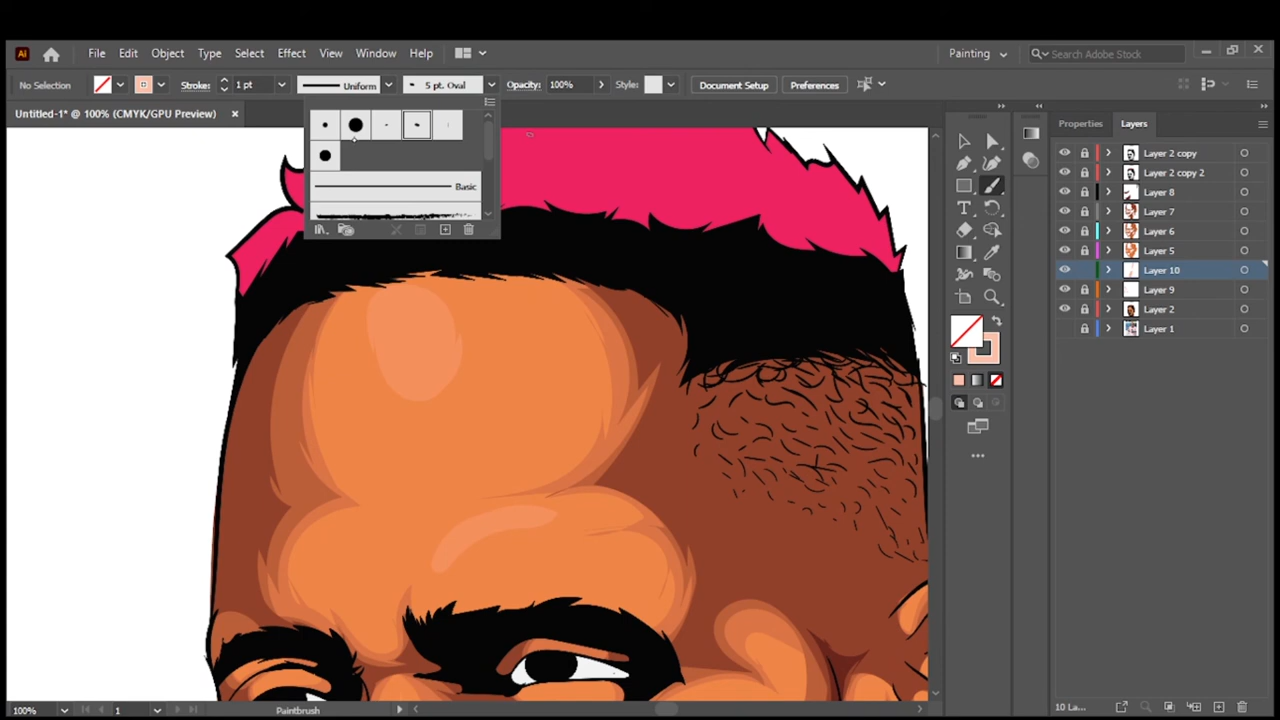 Ai File Edit Object Type Select Effect View Window Help Painting Search Adobe Stock
No Selection Stroke: 1 pt Uniform 5 pt. Oval Opacity: 100% Style: Document Setup Preferences
Untitled-1* @ 100% (CMYK/GPU Preview) ×
Properties Layers
Basic
Layer 2 copy
Layer 2 copy 2
Layer 8
Layer 7
Layer 6
Layer 5
Layer 10
Layer 9
Layer 2
Layer 1
100% 1 Paintbrush 10 La...